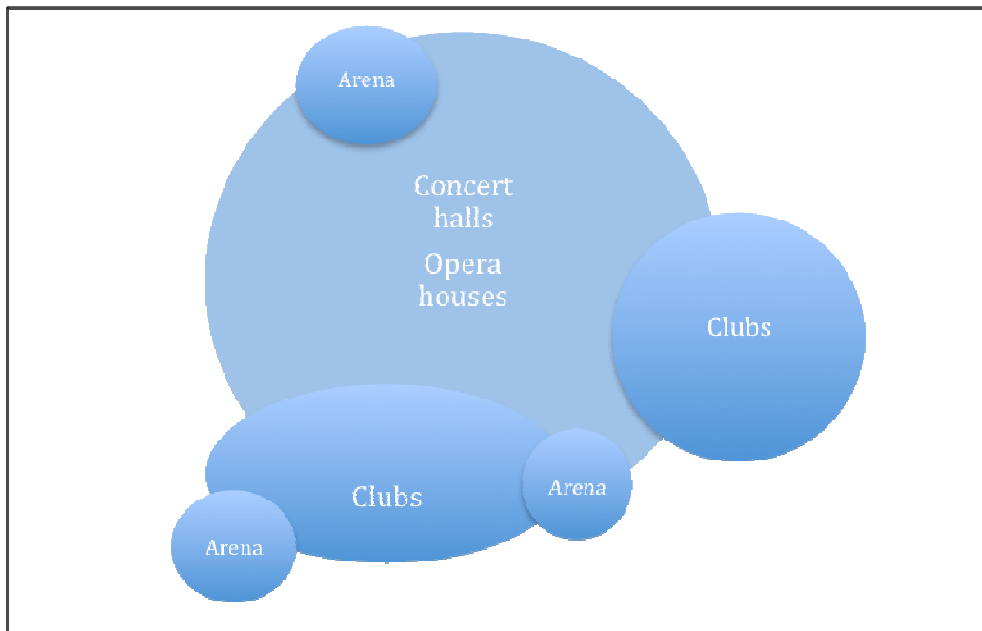 Arena
Concert
halls
Opera
houses
Clubs
Clubs
Arena
Arena